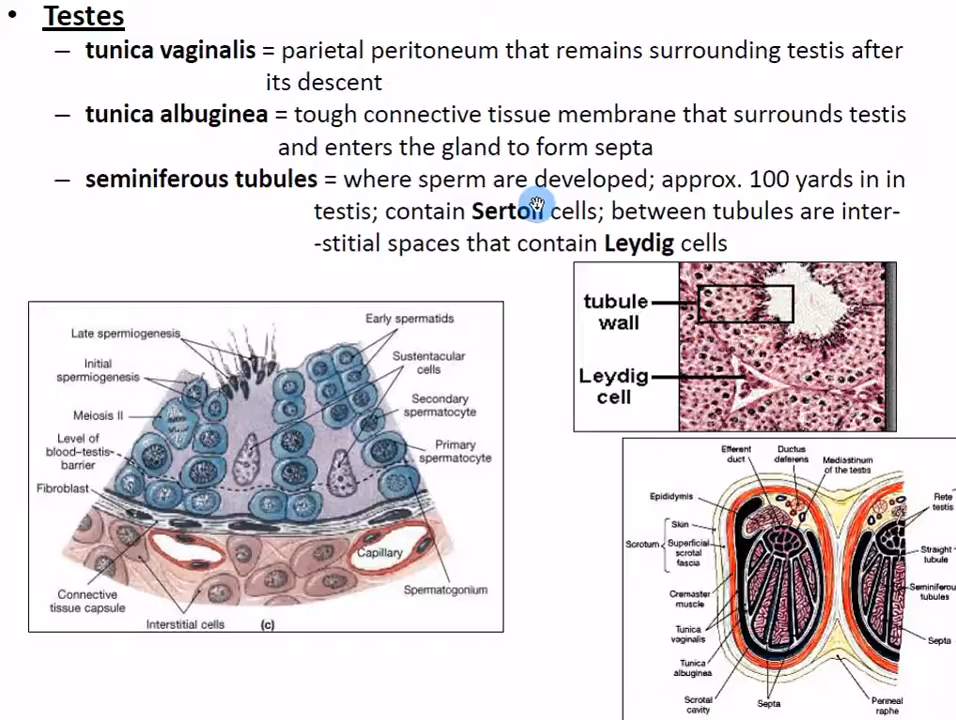 • Testes
– tunica vaginalis = parietal peritoneum that remains surrounding testis after
its descent
– tunica albuginea = tough connective tissue membrane that surrounds testis
and enters the gland to form septa
– seminiferous tubules = where sperm are developed; approx. 100 yards in in
testis; contain Sertoli cells; between tubules are inter-
-stitial spaces that contain Leydig cells
Late spermiogenesis
Initial
spermiogenesis
Meiosis II
Level of
blood–testis-
barrier
Fibroblast
Connective
tissue capsule
Interstitial cells
(c)
Early spermatids
Sustentacular
cells
Secondary
spermatocyte
Primary
spermatocyte
Capillary
Spermatogonium
tubule
wall
Leydig
cell
Efferent
duct
Ductus
deferens
Mediastinum
of the testis
Epididymis
Skin
Scrotum
Superficial
scrotal
fascia
Cremaster
muscle
Tunica
vaginalis
Tunica
albuginea
Scrotal
cavity
Septa
Rete
testis
Straight
tubule
Seminiferou
tubules
Septa
Perineal
raphe